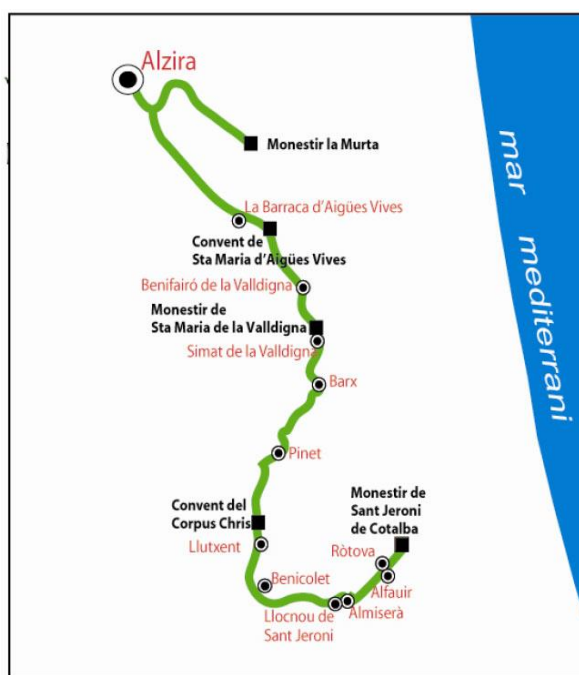 Alzira
Monestir la Murta
La Barraca d'Aigües Vives
Convent de
Sta Maria d'Aigües Vives
Benifairó de la Valldigna
Monestir de
Sta Maria de la Valldigna
Simat de la Valldigna
Barx
Pinet
Convent del
Corpus Chris
Llutxent
Monestir de
Sant Jeroni
de Cotalba
Ròtova
Alfauir
Benicolet
Almiserà
Llocnou de
Sant Jeroni
mar mediterrani